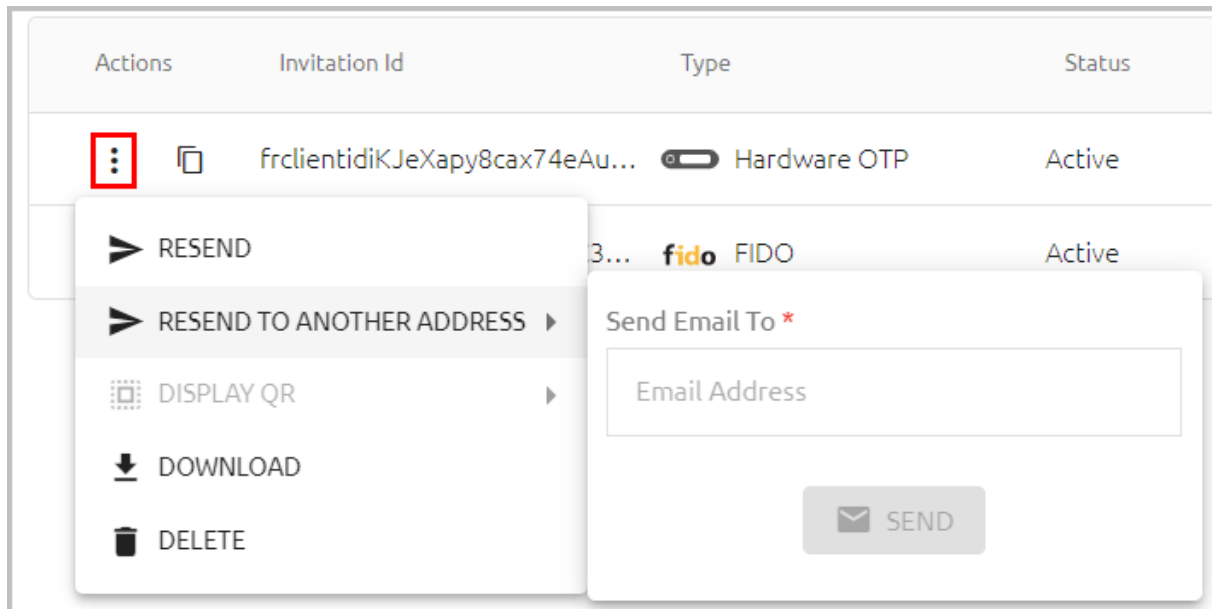 Actions Invitation Id Type Status
frclientidiKJeXapy8cax74eAu... Hardware OTP Active
3... fido FIDO Active
RESEND
RESEND TO ANOTHER ADDRESS
DISPLAY QR
DOWNLOAD
DELETE
Send Email To *
Email Address
SEND